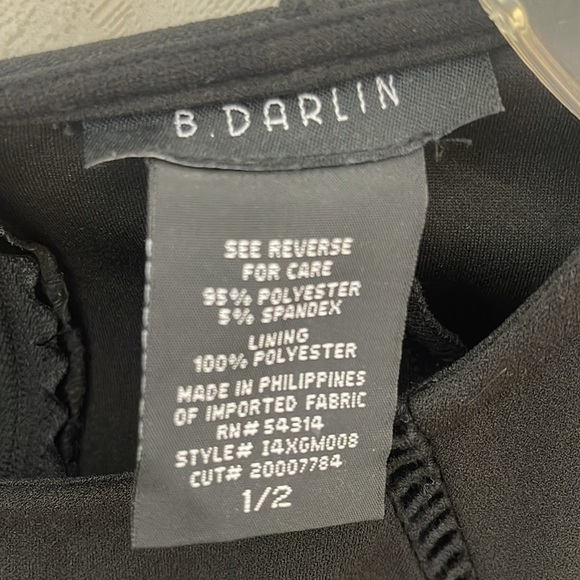 B. DARLIN
SEE REVERSE
FOR CARE
95% POLYESTER
5% SPANDEX
LINING
100% POLYESTER
MADE IN PHILIPPINES
OF IMPORTED FABRIC
RN# 54314
STYLE# I4XGM008
CUT# 20007784
1/2